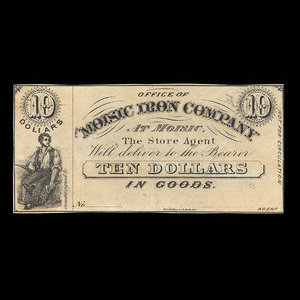 OFFICE OF
10
10
DOLLARS
MOISIC IRON COMPANY
AT MOISIC.
The Store Agent
Will deliver to the Bearer
TEN DOLLARS
IN GOODS.
No
AGENT